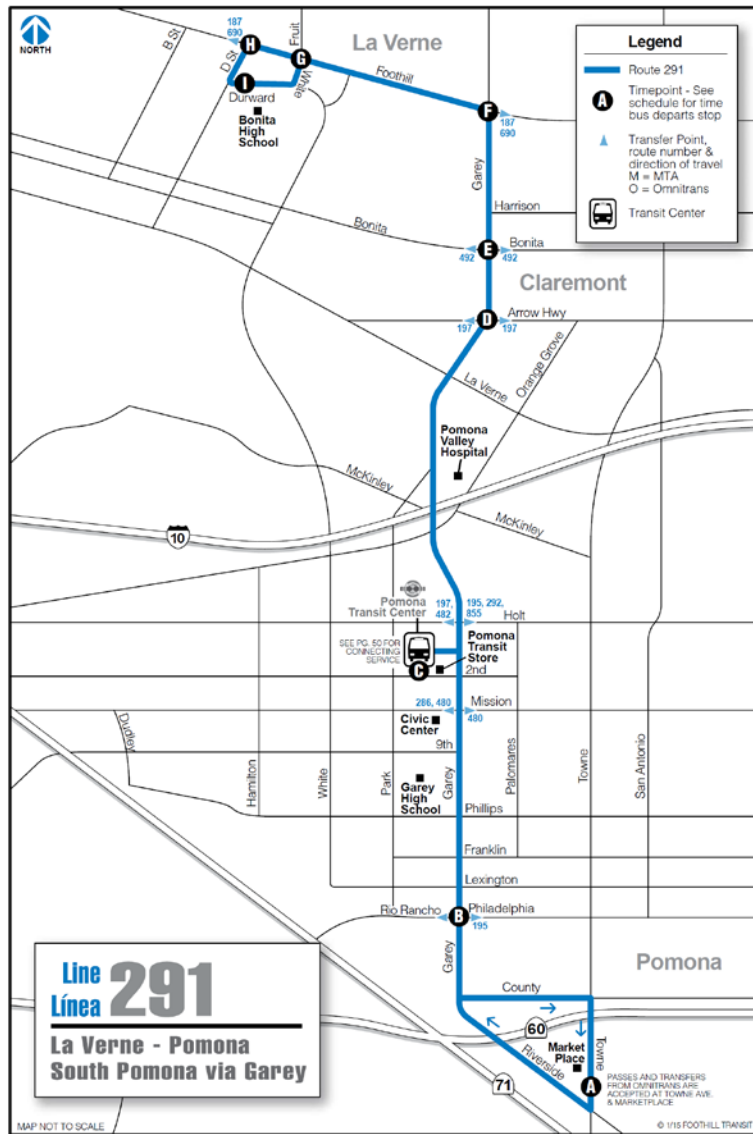 NORTH
187
690
B St
D St
H
G
Fruit
White
I
Durward
Bonita
High
School
La Verne
Foothill
F
187
690
Garey
Harrison
Legend
Route 291
A
Timepoint - See
schedule for time
bus departs stop
Transfer Point,
route number &
direction of travel
M = MTA
O = Omnitrans
Transit Center
Bonita
E
Bonita
492
492
Claremont
D
Arrow Hwy
197
197
Orange Grove
La Verne
Pomona
Valley
Hospital
McKinley
McKinley
10
Pomona
Transit Center
197,
482
195, 292,
855
Holt
SEE PG. 50 FOR
CONNECTING
SERVICE
C
Pomona
Transit
Store
2nd
286, 480
Mission
480
Civic
Center
9th
Dudley
Hamilton
White
Park
Garey
Palomares
Towne
San Antonio
Garey
High
School
Phillips
Franklin
Lexington
Rio Rancho
B
Philadelphia
195
Garey
Pomona
County
60
Market
Place
Riverside
Towne
A
71
PASSES AND TRANSFERS
FROM OMNITRANS ARE
ACCEPTED AT TOWNE AVE.
& MARKETPLACE
Line
Línea
291
La Verne - Pomona
South Pomona via Garey
MAP NOT TO SCALE
© 1/15 FOOTHILL TRANSIT